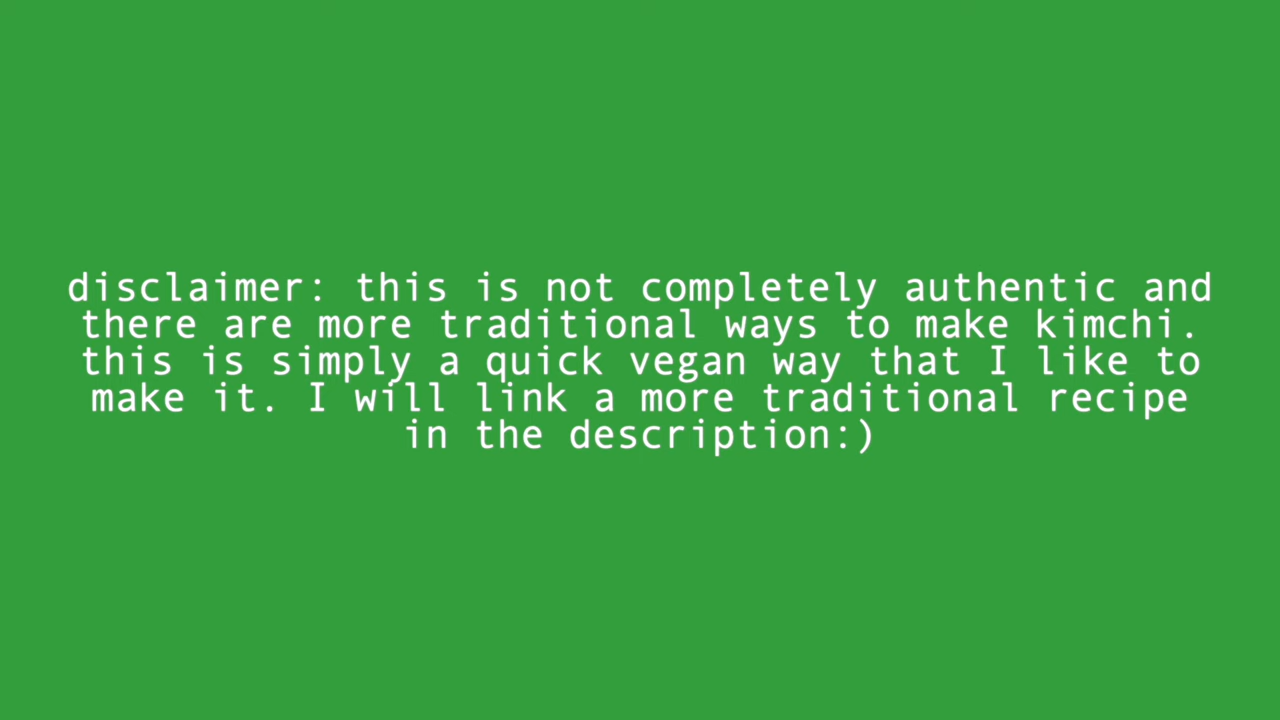 disclaimer: this is not completely authentic and
there are more traditional ways to make kimchi.
this is simply a quick vegan way that I like to
make it. I will link a more traditional recipe
in the description:)